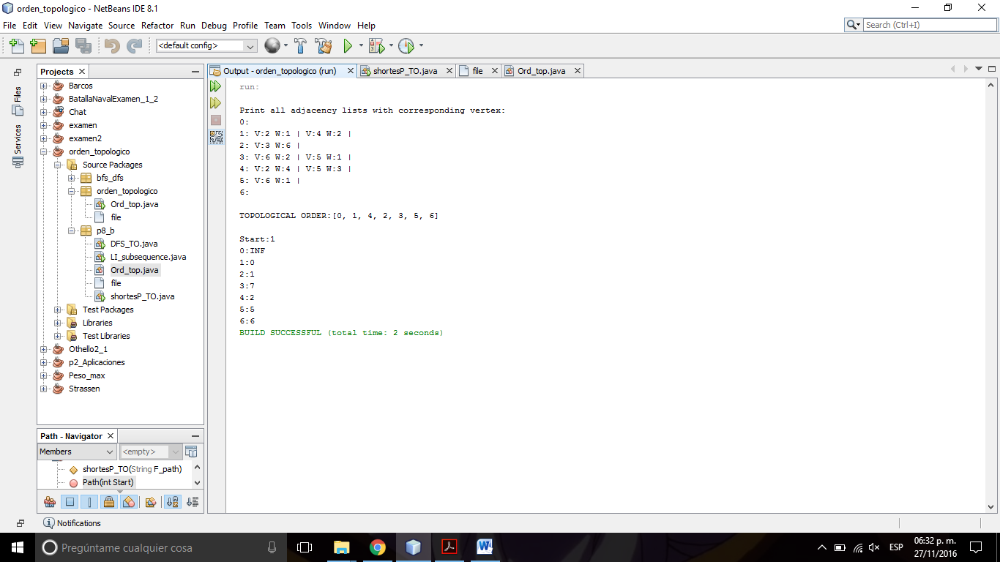 orden_topologico - NetBeans IDE 8.1
File Edit View Navigate Source Refactor Run Debug Profile Team Tools Window Help
Search (Ctrl+I)
<default config>
Files
Services
Projects
Barcos
BatallaNavalExamen_1_2
Chat
examen
examen2
orden_topologico
Source Packages
bfs_dfs
orden_topologico
Ord_top.java
file
p8_b
DFS_TO.java
LI_subsequence.java
Ord_top.java
file
shortesP_TO.java
Test Packages
Libraries
Test Libraries
Othello2_1
p2_Aplicaciones
Peso_max
Strassen
Path - Navigator
Members
<empty>
shortesP_TO(String F_path)
Path(int Start)
Output - orden_topologico (run)
shortesP_TO.java
file
Ord_top.java
run:
Print all adjacency lists with corresponding vertex:
0:
1: V:2 W:1 | V:4 W:2 |
2: V:3 W:6 |
3: V:6 W:2 | V:5 W:1 |
4: V:2 W:4 | V:5 W:3 |
5: V:6 W:1 |
6:
TOPOLOGICAL ORDER:[0, 1, 4, 2, 3, 5, 6]
Start:1
0:INF
1:0
2:1
3:7
4:2
5:5
6:6
BUILD SUCCESSFUL (total time: 2 seconds)
Notifications
Pregúntame cualquier cosa
ESP
06:32 p. m.
27/11/2016